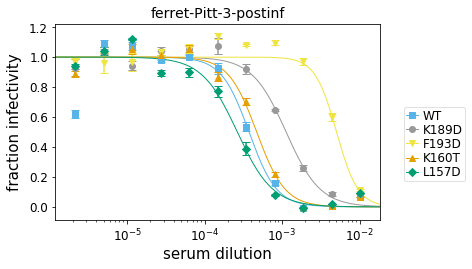 ferret-Pitt-3-postinf
fraction infectivity
1.2
1.0
0.8
0.6
0.4
0.2
0.0
10⁻⁵
10⁻⁴
10⁻³
10⁻²
serum dilution
WT
K189D
F193D
K160T
L157D